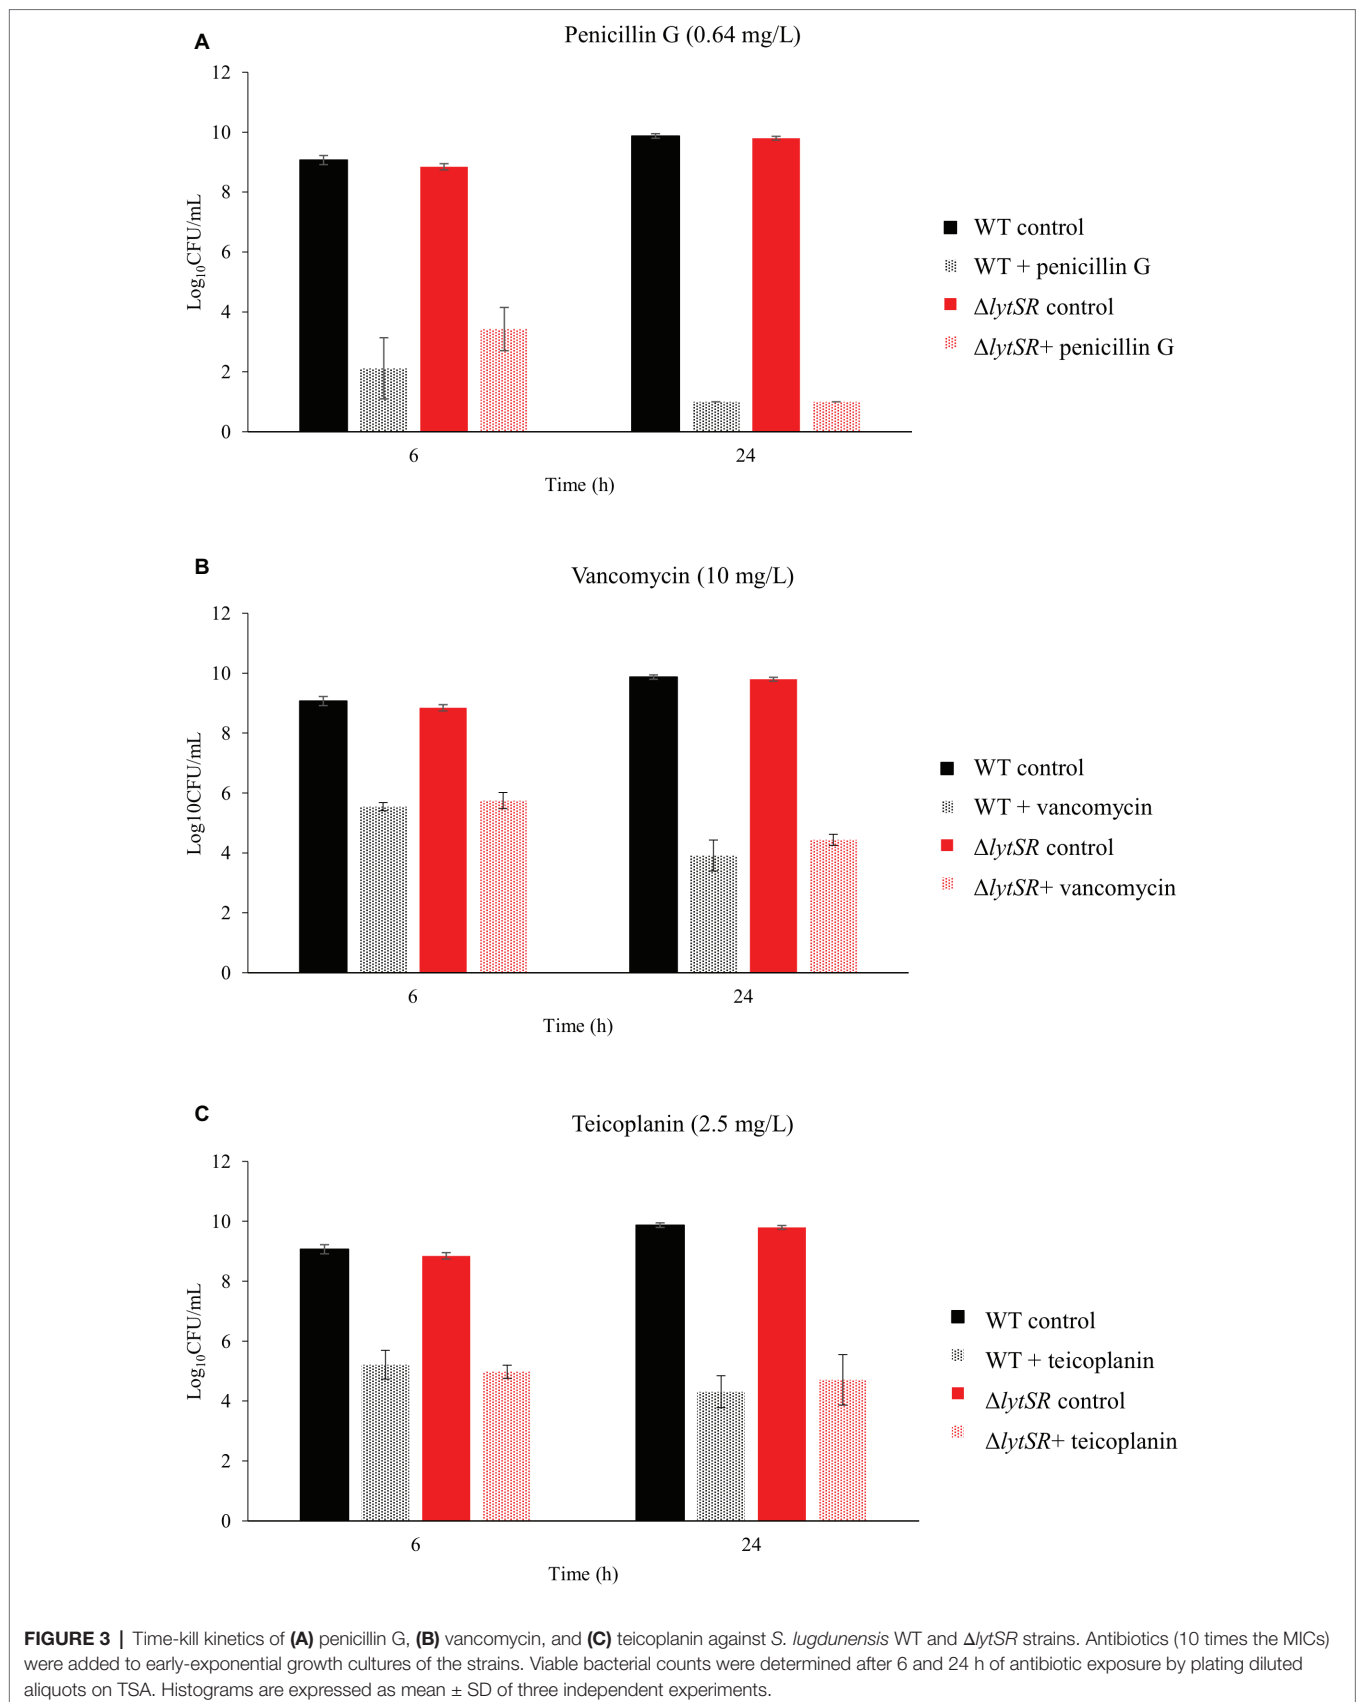 A
Penicillin G (0.64 mg/L)
12
10
8
6
4
2
0
Log10CFU/mL
6
24
Time (h)
WT control
WT + penicillin G
ΔlytSR control
ΔlytSR+ penicillin G
B
Vancomycin (10 mg/L)
12
10
8
6
4
2
0
Log10CFU/mL
6
24
Time (h)
WT control
WT + vancomycin
ΔlytSR control
ΔlytSR+ vancomycin
C
Teicoplanin (2.5 mg/L)
12
10
8
6
4
2
0
Log10CFU/mL
6
24
Time (h)
WT control
WT + teicoplanin
ΔlytSR control
ΔlytSR+ teicoplanin
FIGURE 3 | Time-kill kinetics of (A) penicillin G, (B) vancomycin, and (C) teicoplanin against S. lugdunensis WT and ΔlytSR strains. Antibiotics (10 times the MICs)
were added to early-exponential growth cultures of the strains. Viable bacterial counts were determined after 6 and 24 h of antibiotic exposure by plating diluted
aliquots on TSA. Histograms are expressed as mean ± SD of three independent experiments.